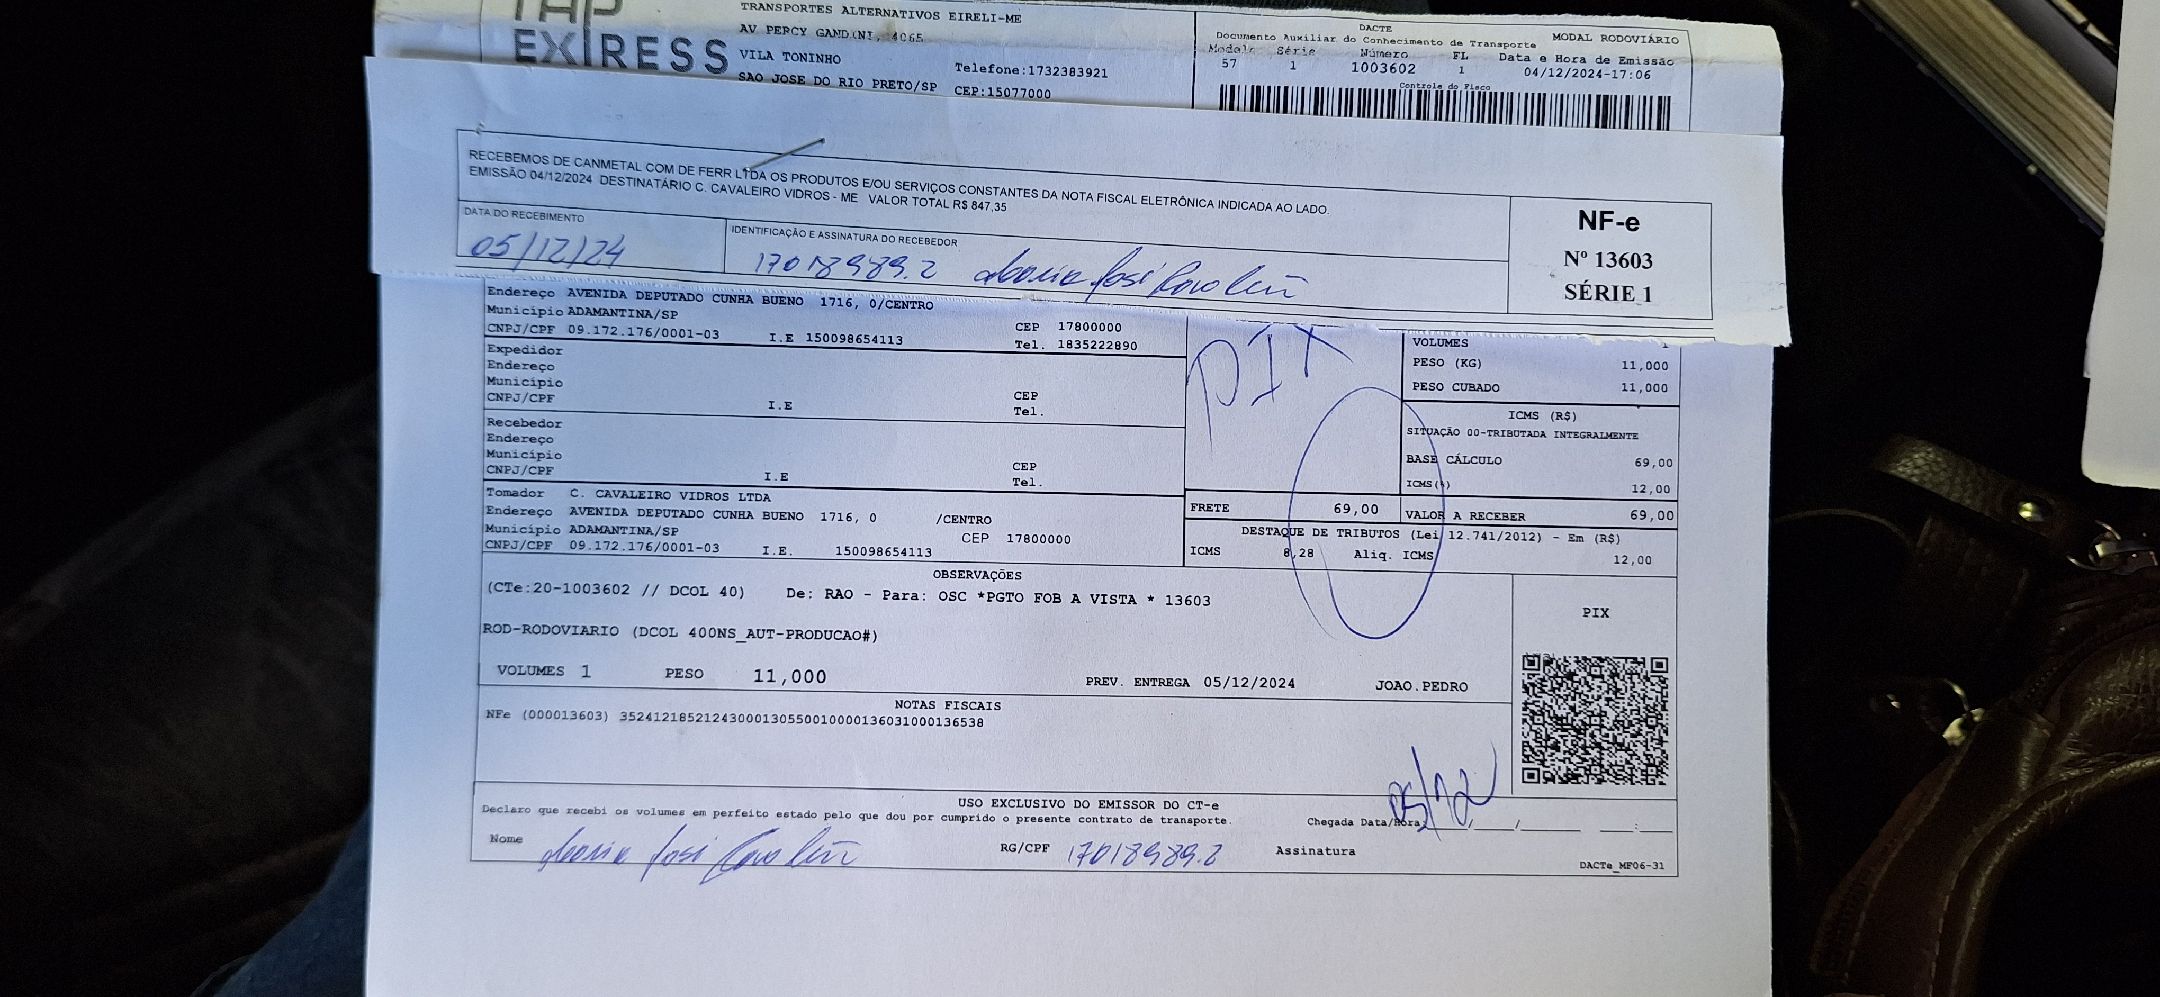 EXPRESS
TRANSPORTES ALTERNATIVOS EIRELI-ME
AV PERCY GANDINI, 4065
VILA TONINHO
SAO JOSE DO RIO PRETO/SP
Telefone:1732383921
CEP:15077000
DACTE
Documento Auxiliar do Conhecimento de Transporte
MODAL RODOVIÁRIO
Modelo Série Número FL Data e Hora de Emissão
57 1 1003602 1 04/12/2024-17:06
Controle do Fisco
RECEBEMOS DE CANMETAL COM DE FERR LTDA OS PRODUTOS E/OU SERVIÇOS CONSTANTES DA NOTA FISCAL ELETRÔNICA INDICADA AO LADO.
EMISSÃO 04/12/2024 DESTINATÁRIO C. CAVALEIRO VIDROS - ME VALOR TOTAL R$ 847,35
DATA DO RECEBIMENTO
05/12/24
IDENTIFICAÇÃO E ASSINATURA DO RECEBEDOR
17018989.2
NF-e
Nº 13603
SÉRIE 1
Endereço AVENIDA DEPUTADO CUNHA BUENO 1716, 0/CENTRO
Município ADAMANTINA/SP
CEP 17800000
CNPJ/CPF 09.172.176/0001-03 I.E 150098654113 Tel. 1835222890
Expedidor
Endereço
Município
CEP
CNPJ/CPF I.E Tel.
Recebedor
Endereço
Município
CEP
CNPJ/CPF I.E Tel.
Tomador C. CAVALEIRO VIDROS LTDA
Endereço AVENIDA DEPUTADO CUNHA BUENO 1716, 0 /CENTRO
Município ADAMANTINA/SP CEP 17800000
CNPJ/CPF 09.172.176/0001-03 I.E. 150098654113
PIX
VOLUMES 1
PESO (KG) 11,000
PESO CUBADO 11,000
ICMS (R$)
SITUAÇÃO 00-TRIBUTADA INTEGRALMENTE
BASE CÁLCULO 69,00
ICMS(%) 12,00
FRETE 69,00 VALOR A RECEBER 69,00
DESTAQUE DE TRIBUTOS (Lei 12.741/2012) - Em (R$)
ICMS 8,28 Aliq. ICMS 12,00
OBSERVAÇÕES
(CTe:20-1003602 // DCOL 40) De: RAO - Para: OSC *PGTO FOB A VISTA * 13603
ROD-RODOVIARIO (DCOL 400NS_AUT-PRODUCAO#)
VOLUMES 1 PESO 11,000 PREV. ENTREGA 05/12/2024 JOAO.PEDRO
PIX
NOTAS FISCAIS
NFe (000013603) 35241218521243000130550010000136031000136538
USO EXCLUSIVO DO EMISSOR DO CT-e
Declaro que recebi os volumes em perfeito estado pelo que dou por cumprido o presente contrato de transporte.
Chegada Data/Hora 05/12
Nome
RG/CPF 17018989.2 Assinatura
DACTe_MF06-31